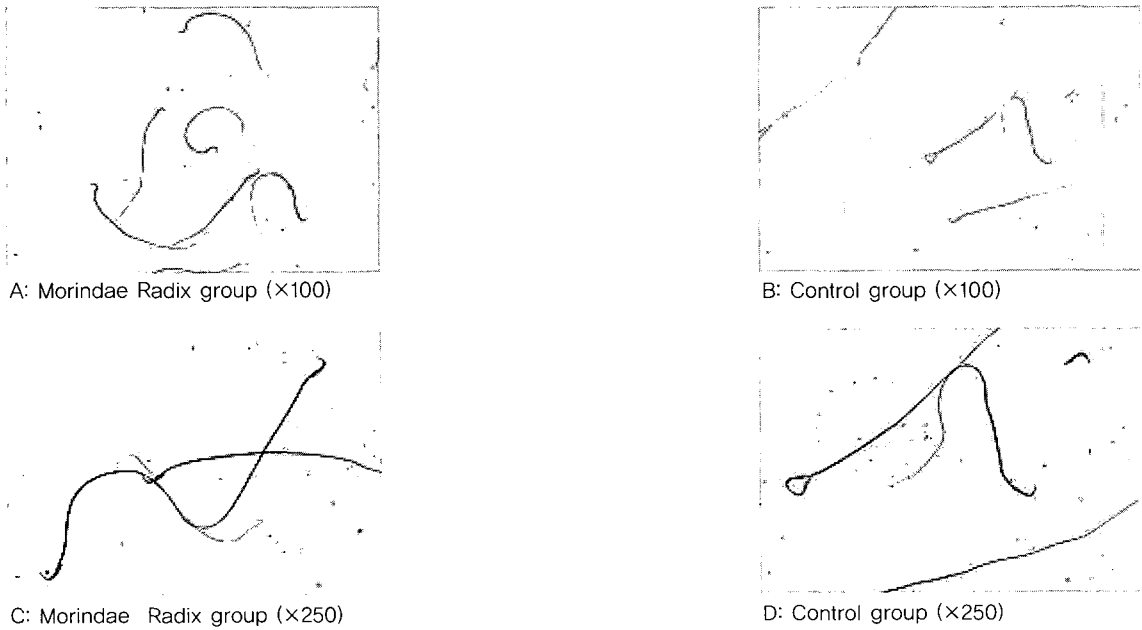 A: Morindae Radix group (×100)
B: Control group (×100)
C: Morindae Radix group (×250)
D: Control group (×250)